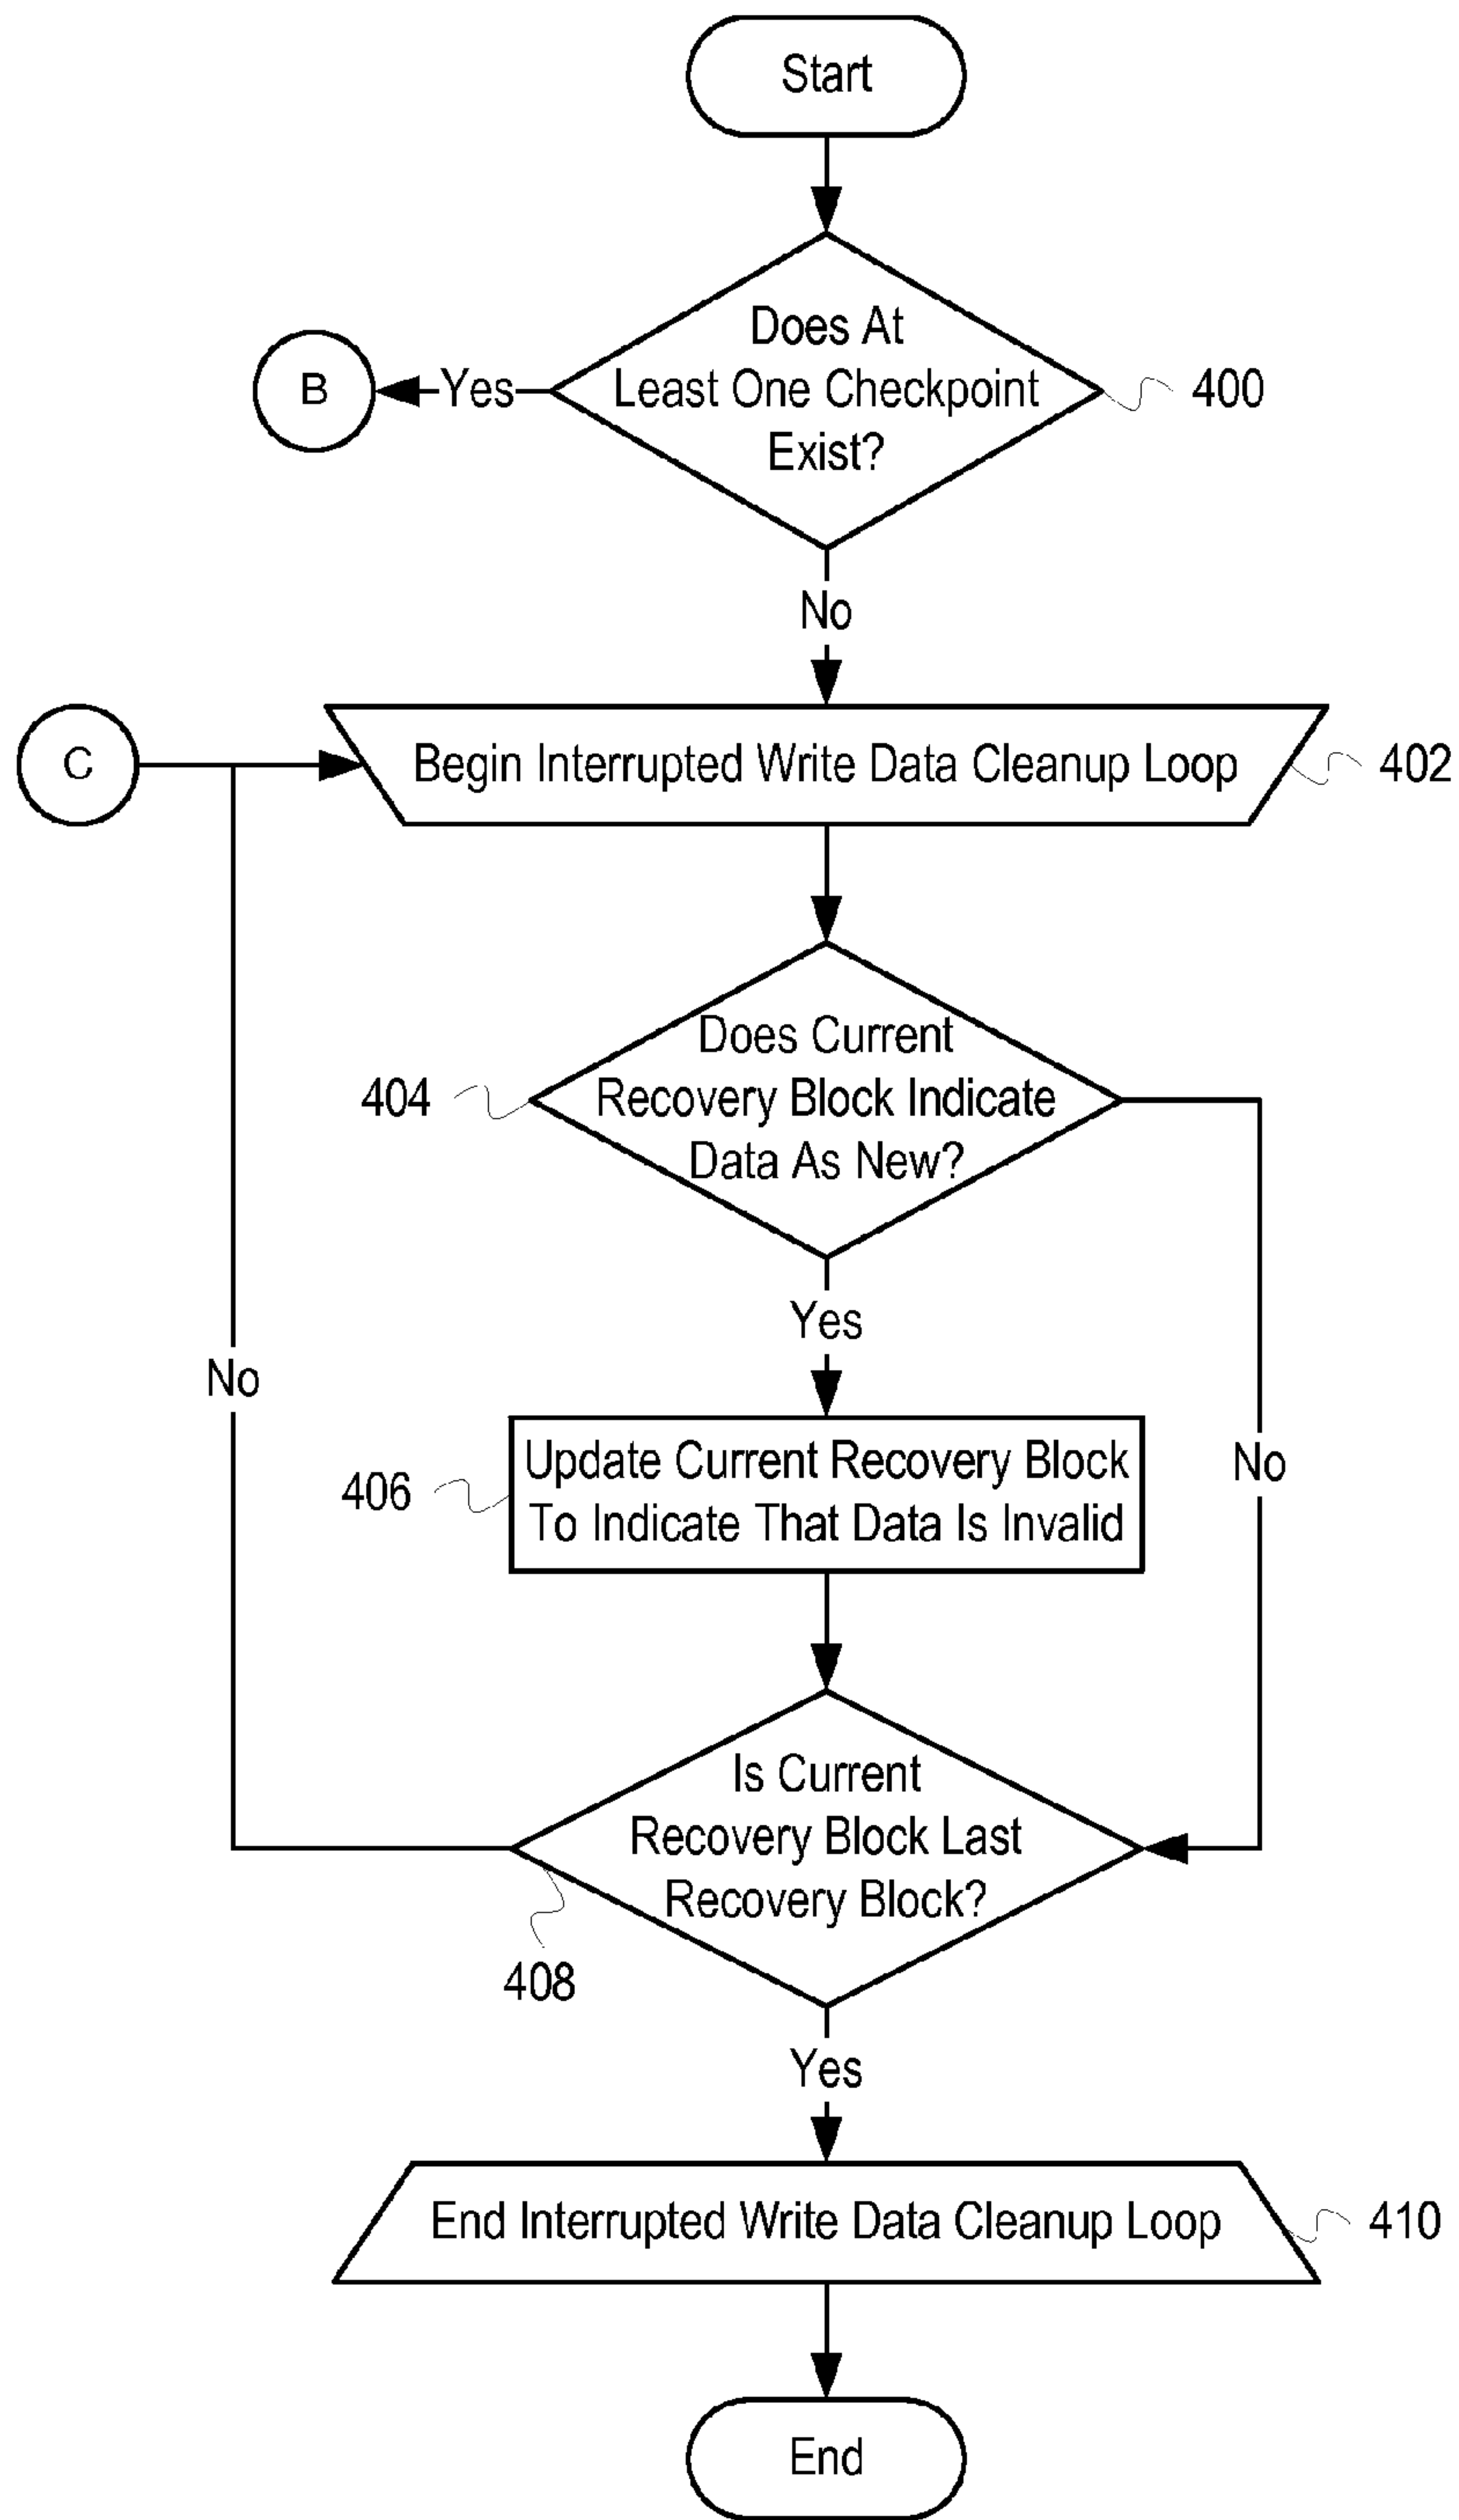 Start
Does At
Least One Checkpoint
Exist?
400
Yes
B
No
C
Begin Interrupted Write Data Cleanup Loop
402
Does Current
Recovery Block Indicate
Data As New?
404
Yes
No
No
Update Current Recovery Block
To Indicate That Data Is Invalid
406
Is Current
Recovery Block Last
Recovery Block?
408
Yes
End Interrupted Write Data Cleanup Loop
410
End